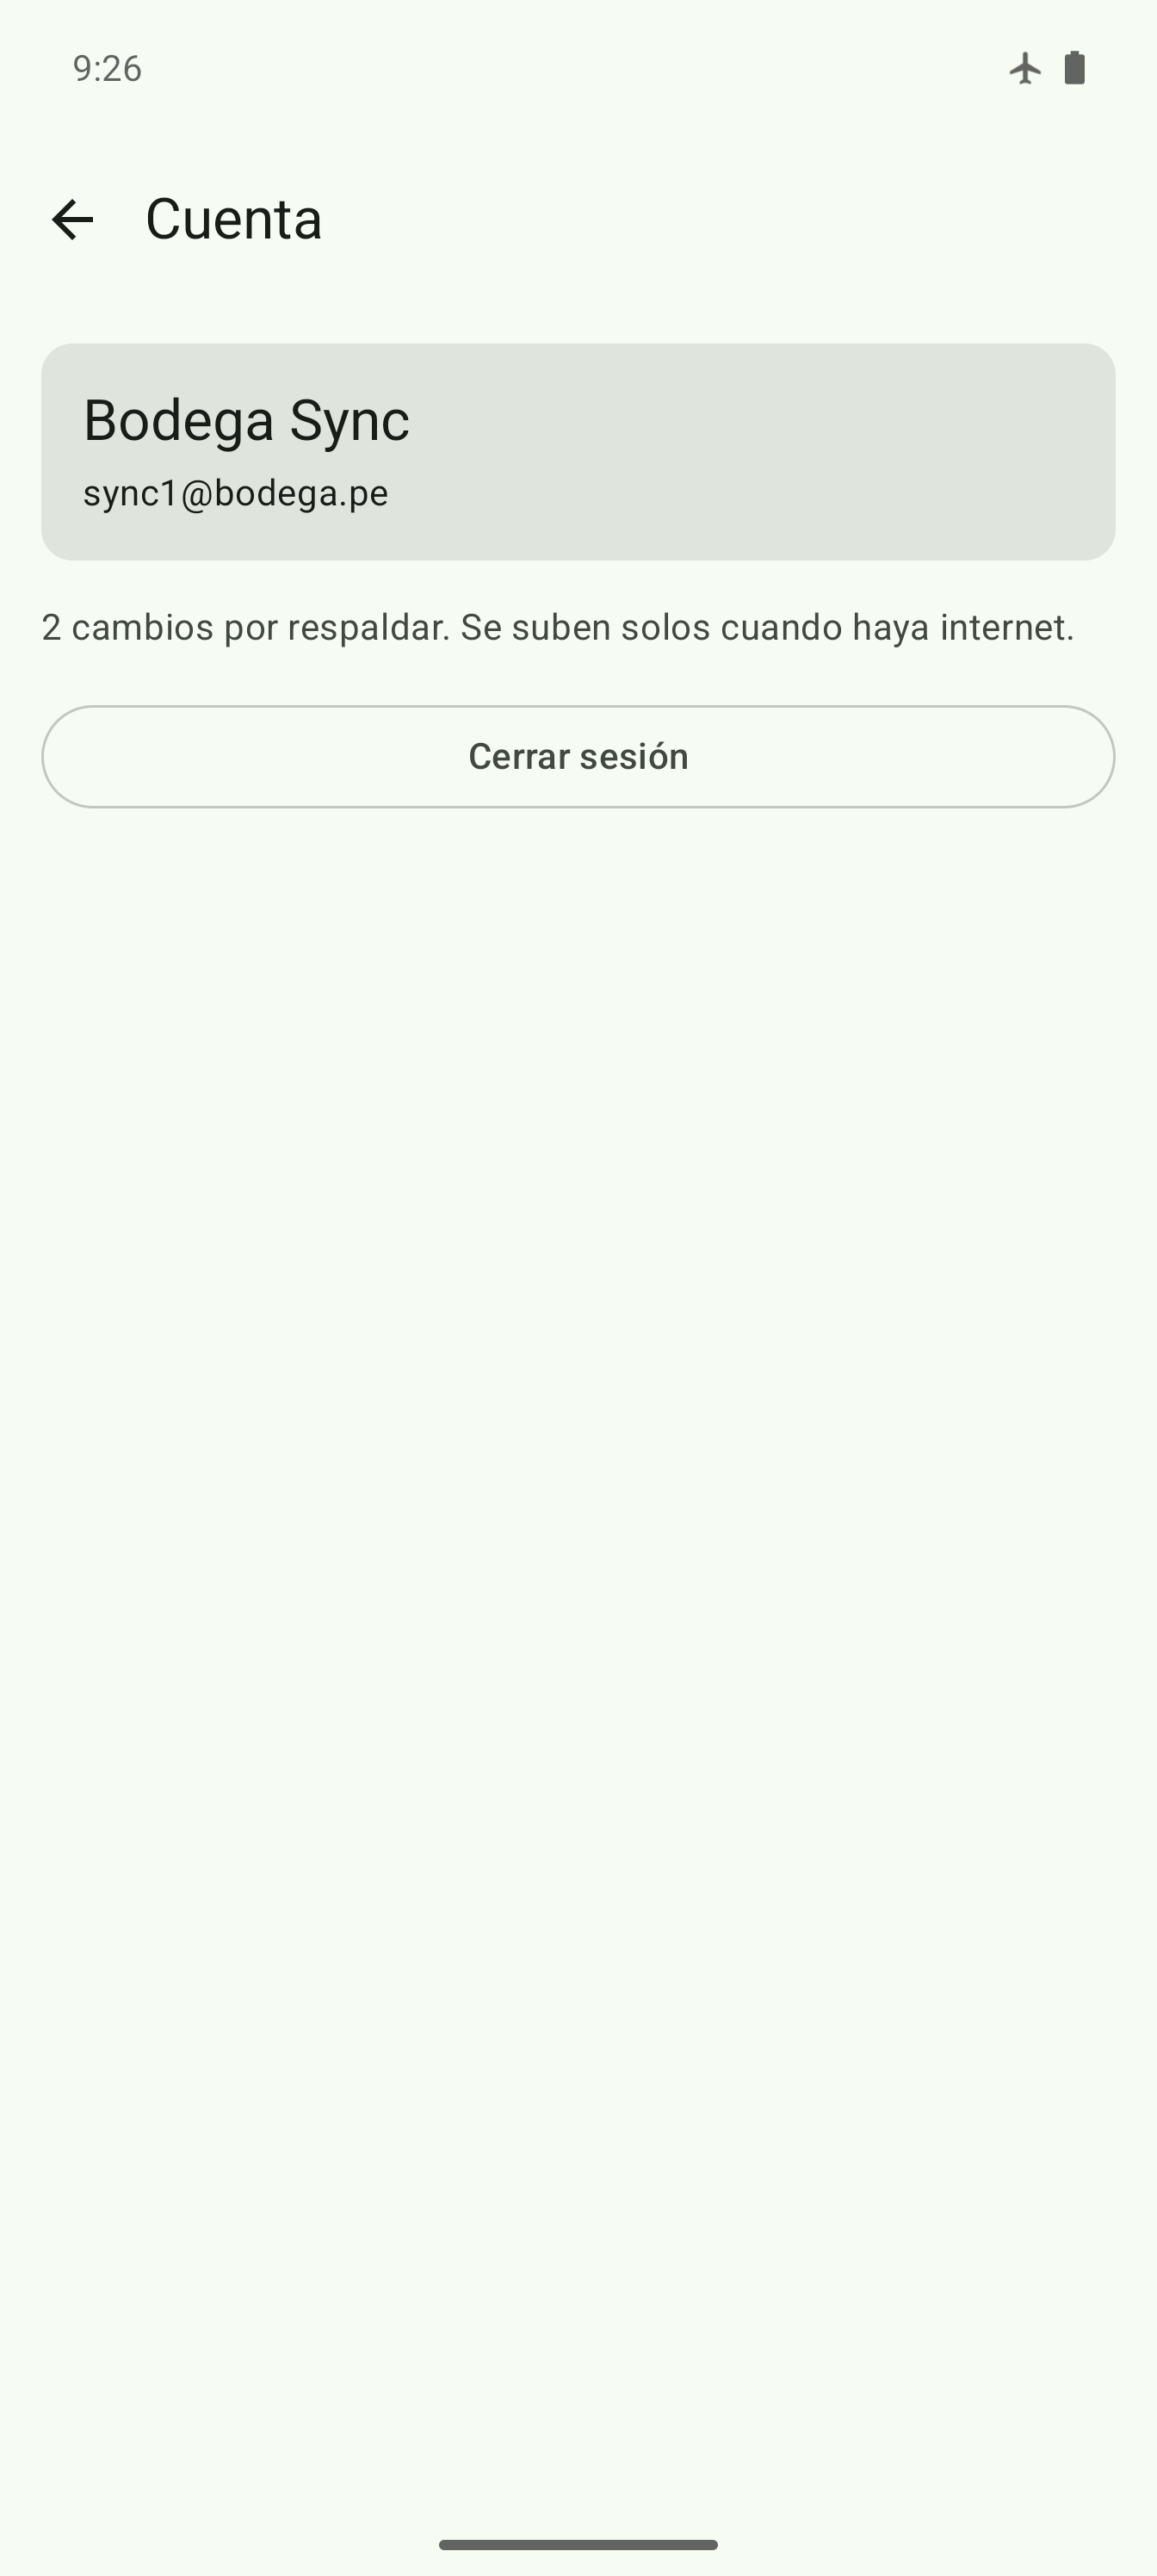 9:26
Cuenta
Bodega Sync
sync1@bodega.pe
2 cambios por respaldar. Se suben solos cuando haya internet.
Cerrar sesión